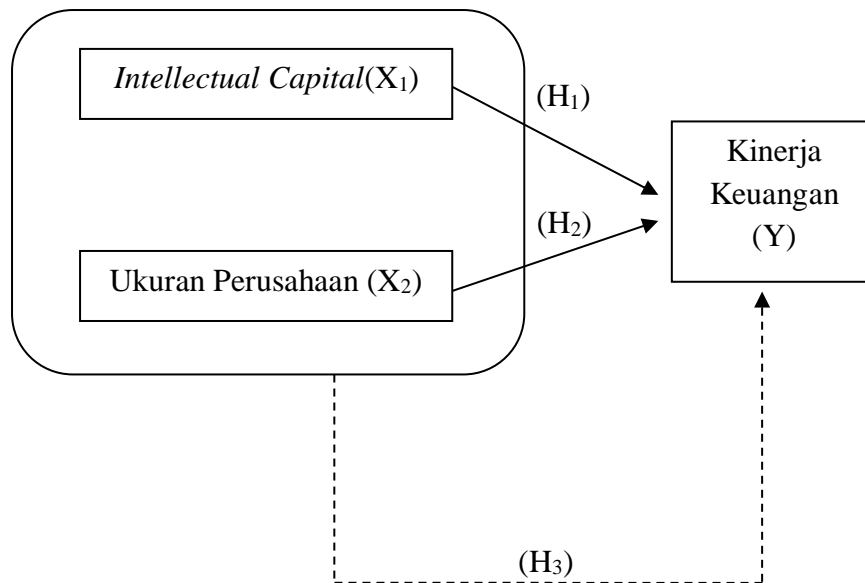 Intellectual Capital(X₁)
(H₁)
Kinerja
Keuangan
(Y)
(H₂)
Ukuran Perusahaan (X₂)
(H₃)